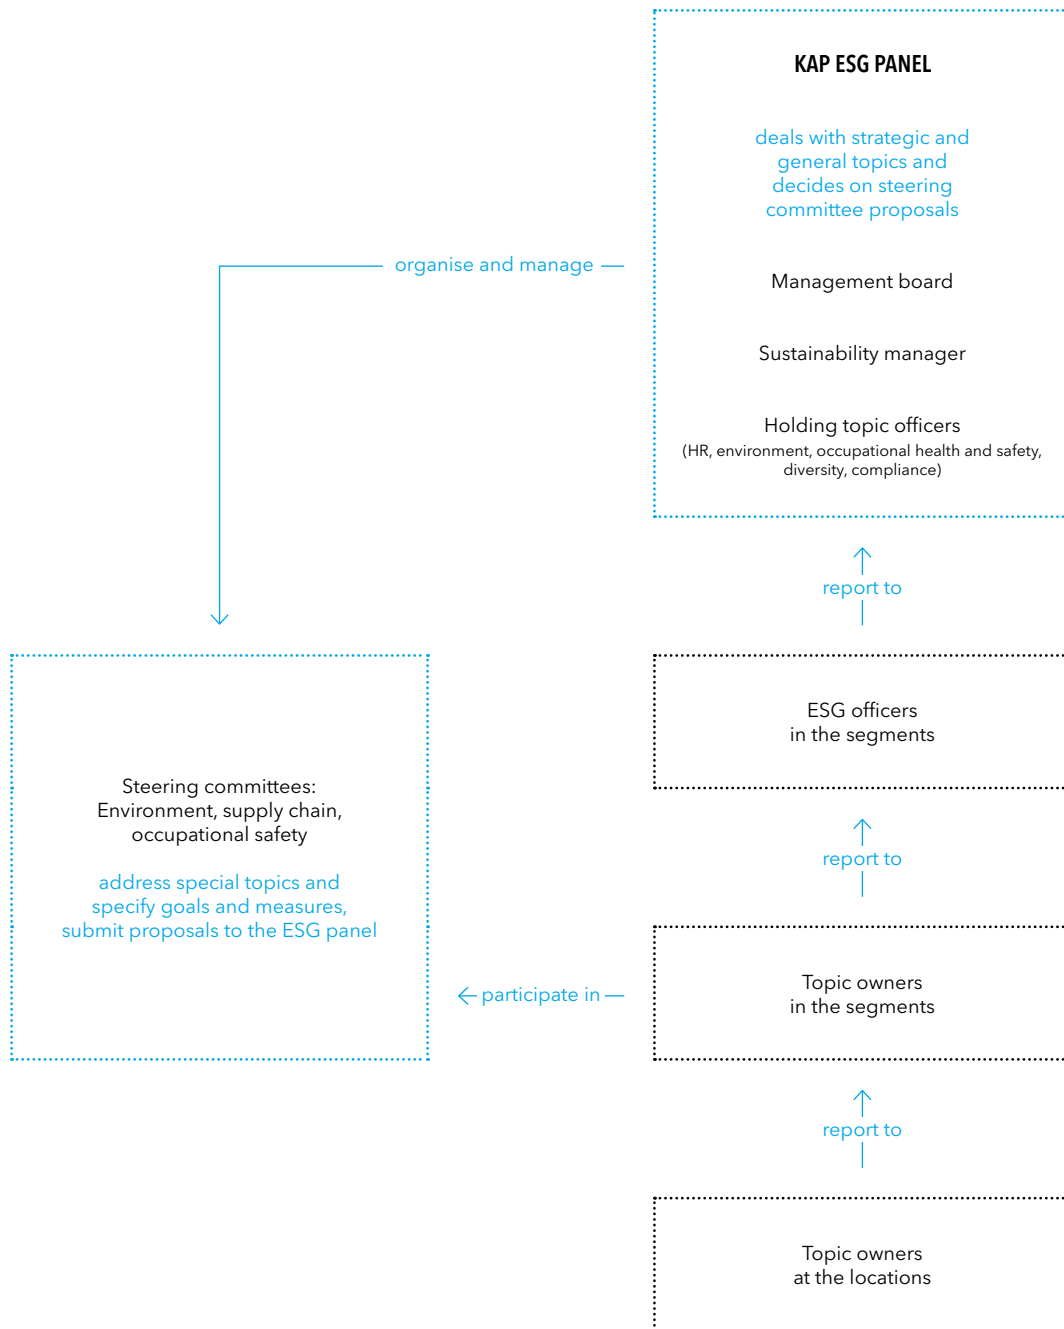 KAP ESG PANEL
deals with strategic and
general topics and
decides on steering
committee proposals
organise and manage
Management board
Sustainability manager
Holding topic officers
(HR, environment, occupational health and safety,
diversity, compliance)
report to
ESG officers
in the segments
Steering committees:
Environment, supply chain,
occupational safety
address special topics and
specify goals and measures,
submit proposals to the ESG panel
report to
Topic owners
in the segments
participate in
report to
Topic owners
at the locations